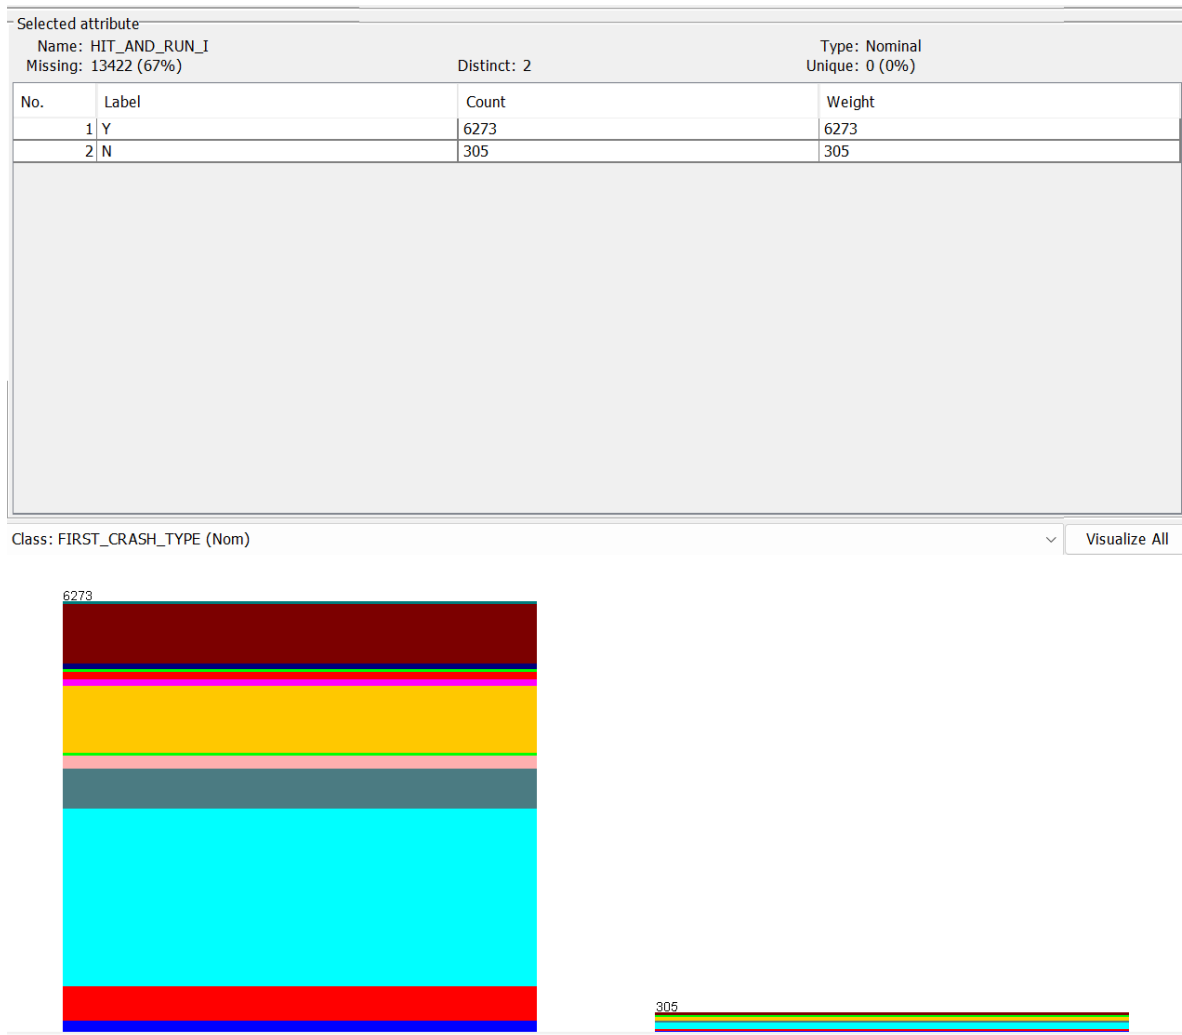 Selected attribute
Name: HIT_AND_RUN_I Type: Nominal
Missing: 13422 (67%) Distinct: 2 Unique: 0 (0%)
No. Label Count Weight
1 Y 6273 6273
2 N 305 305
Class: FIRST_CRASH_TYPE (Nom) Visualize All
6273
305